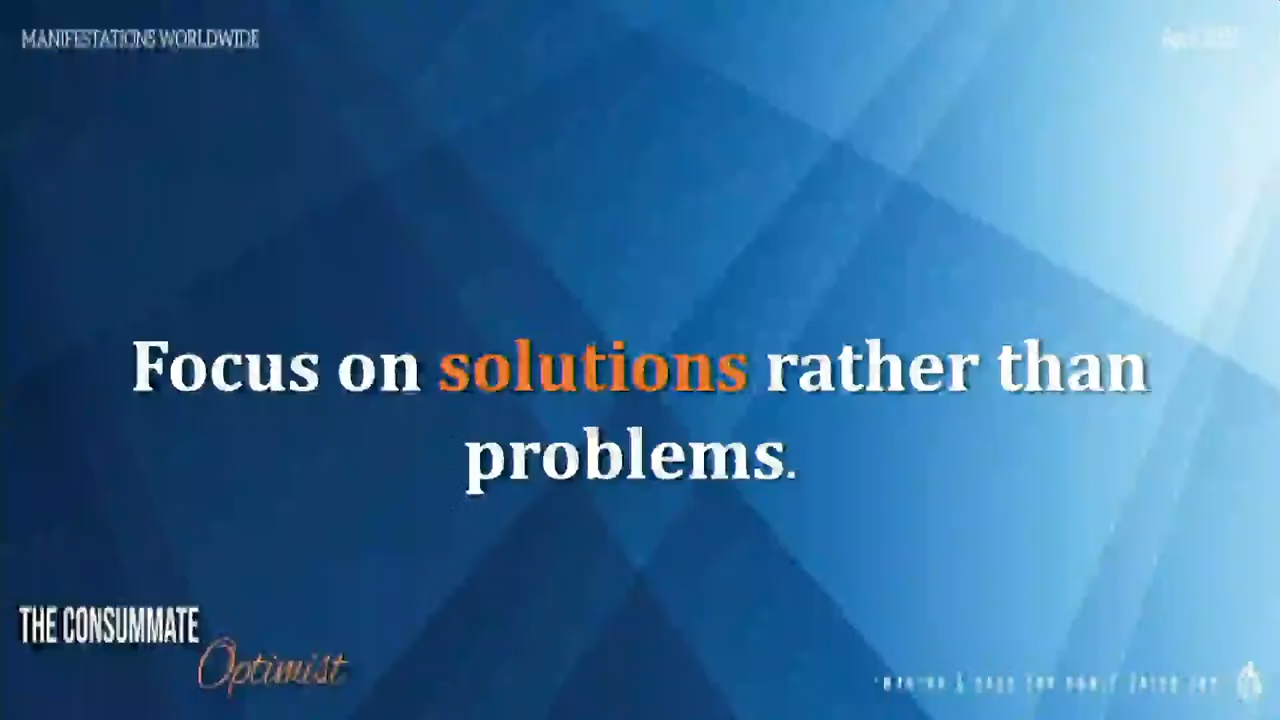 MANIFESTATIONS WORLDWIDE
Focus on solutions rather than
problems.
THE CONSUMMATE
Optimist